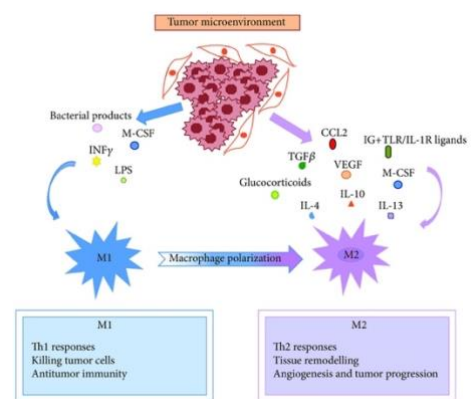 Tumor microenvironment
Bacterial products
M-CSF
INFγ
LPS
CCL2
IG+TLR/IL-1R ligands
TGFβ
VEGF
Glucocorticoids
M-CSF
IL-10
IL-4
IL-13
M1
Macrophage polarization
M2
M1
Th1 responses
Killing tumor cells
Antitumor immunity
M2
Th2 responses
Tissue remodelling
Angiogenesis and tumor progression